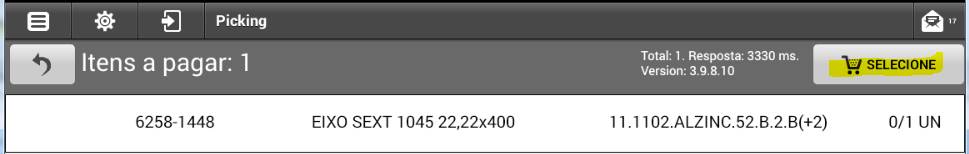 Picking
17
Itens a pagar: 1
Total: 1. Resposta: 3330 ms.
Version: 3.9.8.10
SELECIONE
6258-1448 EIXO SEXT 1045 22,22x400 11.1102.ALZINC.52.B.2.B(+2) 0/1 UN